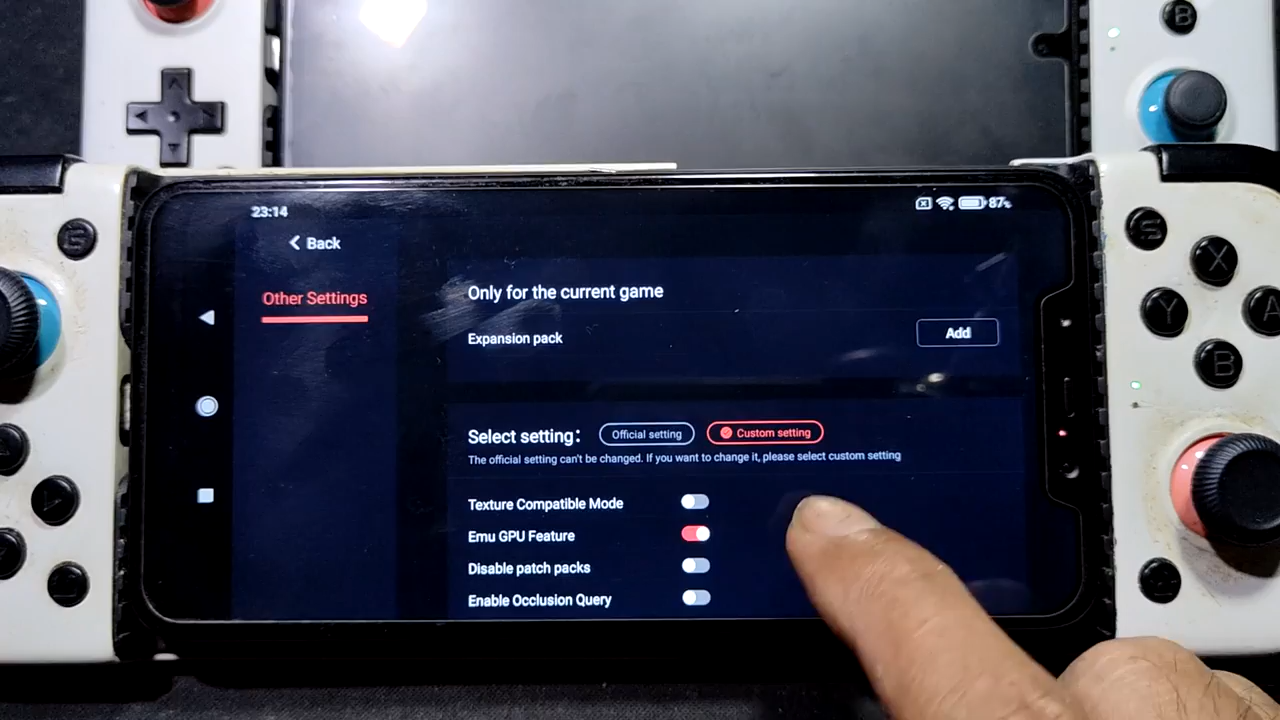 B
23:14
87%
Back
Other Settings
Only for the current game
Expansion pack
Add
Select setting:
Official setting
Custom setting
The official setting can't be changed. If you want to change it, please select custom setting
Texture Compatible Mode
Emu GPU Feature
Disable patch packs
Enable Occlusion Query
G
S
X
Y
A
B